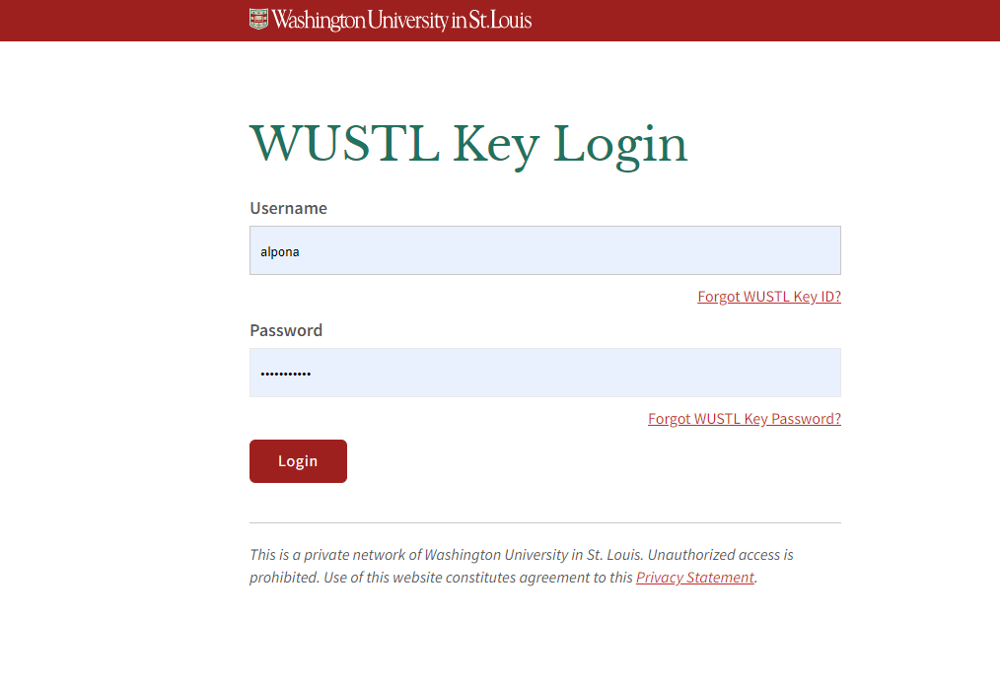 Washington University in St. Louis
WUSTL Key Login
Username
alpona
Forgot WUSTL Key ID?
Password
•••••••••••
Forgot WUSTL Key Password?
Login
This is a private network of Washington University in St. Louis. Unauthorized access is
prohibited. Use of this website constitutes agreement to this Privacy Statement.